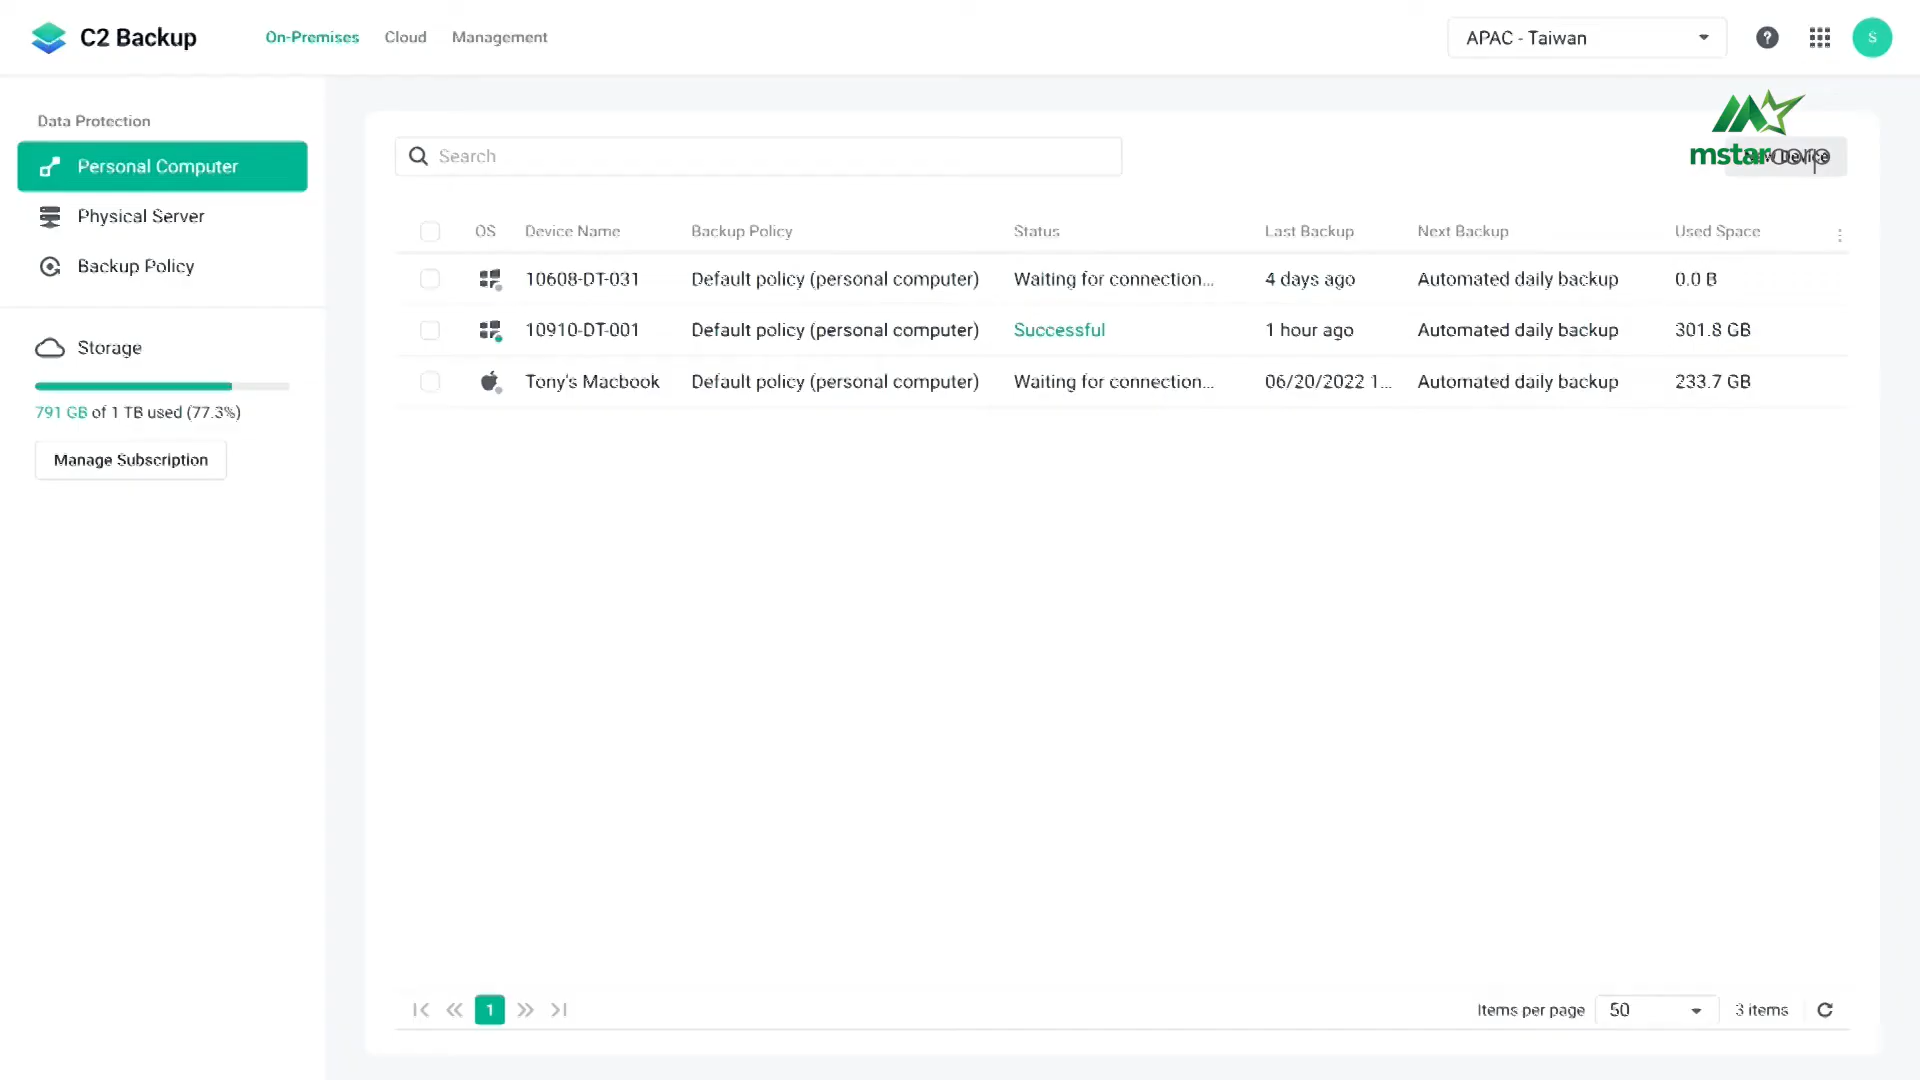 C2 Backup
On-Premises Cloud Management
APAC - Taiwan
S
Data Protection
Personal Computer
Physical Server
Backup Policy
Storage
791 GB of 1 TB used (77.3%)
Manage Subscription
Search
mstarcorp
OS Device Name Backup Policy Status Last Backup Next Backup Used Space
10608-DT-031 Default policy (personal computer) Waiting for connection... 4 days ago Automated daily backup 0.0 B
10910-DT-001 Default policy (personal computer) Successful 1 hour ago Automated daily backup 301.8 GB
Tony's Macbook Default policy (personal computer) Waiting for connection... 06/20/2022 1... Automated daily backup 233.7 GB
1
Items per page 50 3 items